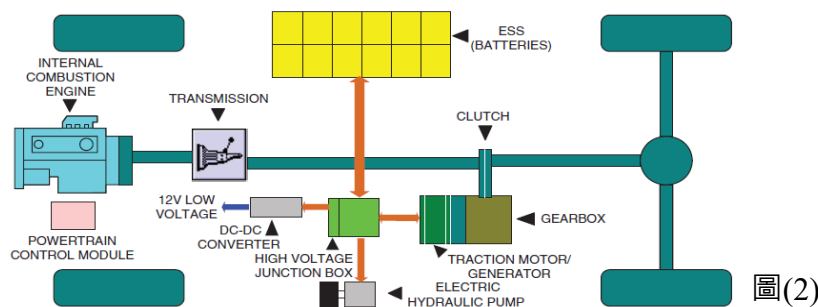 ESS
(BATTERIES)
INTERNAL
COMBUSTION
ENGINE
TRANSMISSION
CLUTCH
12V LOW
VOLTAGE
DC-DC
CONVERTER
HIGH VOLTAGE
JUNCTION BOX
GEARBOX
TRACTION MOTOR/
GENERATOR
POWERTRAIN
CONTROL MODULE
ELECTRIC
HYDRAULIC PUMP
圖(2)